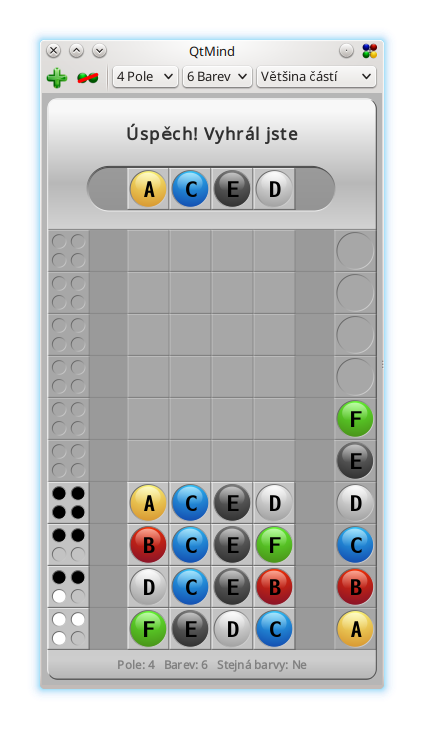 QtMind
4 Pole 6 Barev Většina částí
Úspěch! Vyhrál jste
A C E D
F
E
A C E D D
B C E F C
D C E B B
F E D C A
Pole: 4 Barev: 6 Stejná barvy: Ne